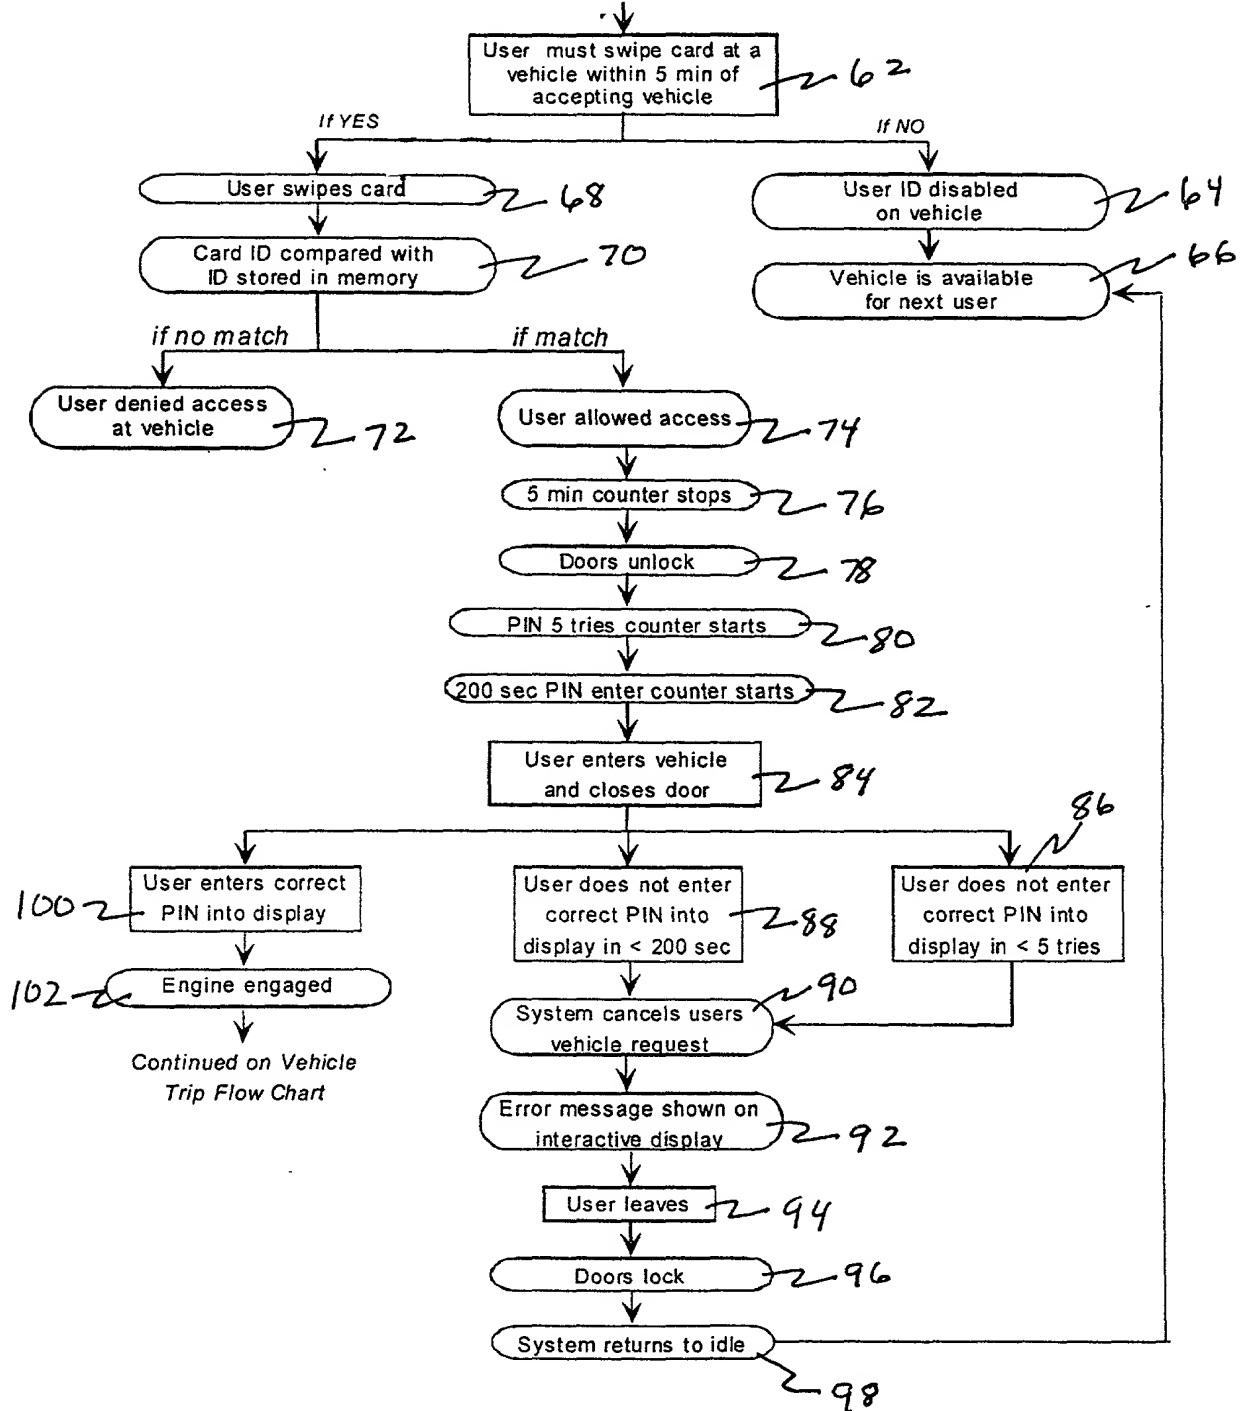 User must swipe card at a
vehicle within 5 min of
accepting vehicle
62
If YES
If NO
User swipes card
68
User ID disabled
on vehicle
64
Card ID compared with
ID stored in memory
70
Vehicle is available
for next user
66
if no match
if match
User denied access
at vehicle
72
User allowed access
74
5 min counter stops
76
Doors unlock
78
PIN 5 tries counter starts
80
200 sec PIN enter counter starts
82
User enters vehicle
and closes door
84
86
100
User enters correct
PIN into display
User does not enter
correct PIN into
display in < 200 sec
88
User does not enter
correct PIN into
display in < 5 tries
102
Engine engaged
Continued on Vehicle
Trip Flow Chart
System cancels users
vehicle request
90
Error message shown on
interactive display
92
User leaves
94
Doors lock
96
System returns to idle
98